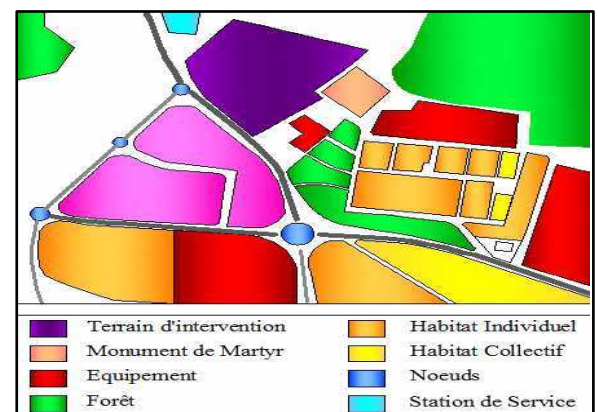 Terrain d'intervention
Monument de Martyr
Equipement
Forêt
Habitat Individuel
Habitat Collectif
Noeuds
Station de Service